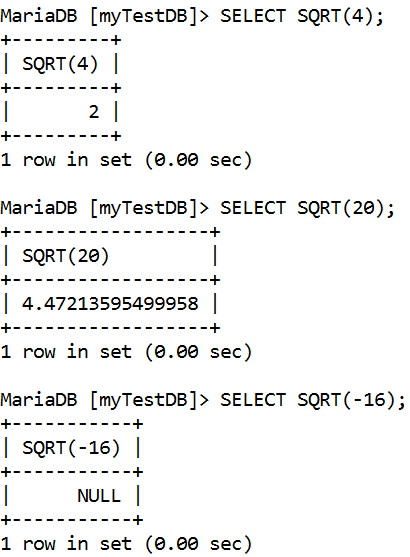 MariaDB [myTestDB]> SELECT SQRT(4);
+---------+
| SQRT(4) |
+---------+
|       2 |
+---------+
1 row in set (0.00 sec)
MariaDB [myTestDB]> SELECT SQRT(20);
+------------------+
| SQRT(20)         |
+------------------+
| 4.47213595499958 |
+------------------+
1 row in set (0.00 sec)
MariaDB [myTestDB]> SELECT SQRT(-16);
+-----------+
| SQRT(-16) |
+-----------+
|      NULL |
+-----------+
1 row in set (0.00 sec)